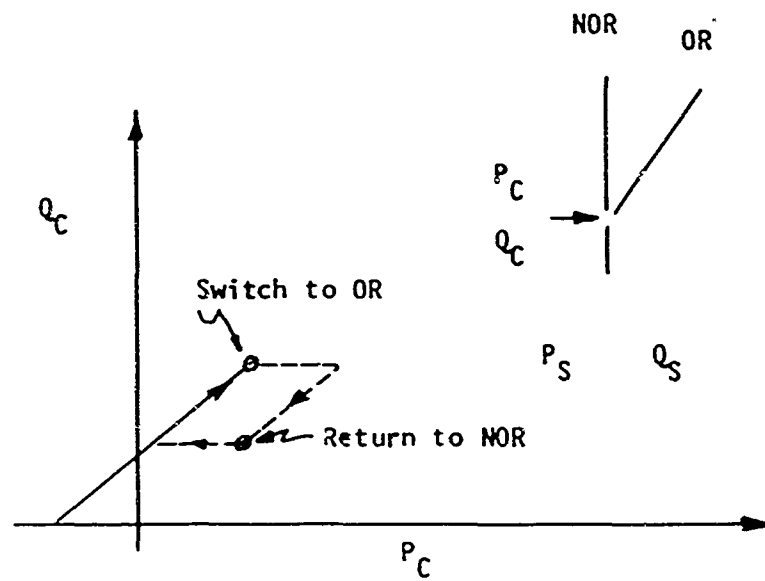 NOR OR
P_C
Q_C
Q_C
Switch to OR
P_S Q_S
Return to NOR
P_C